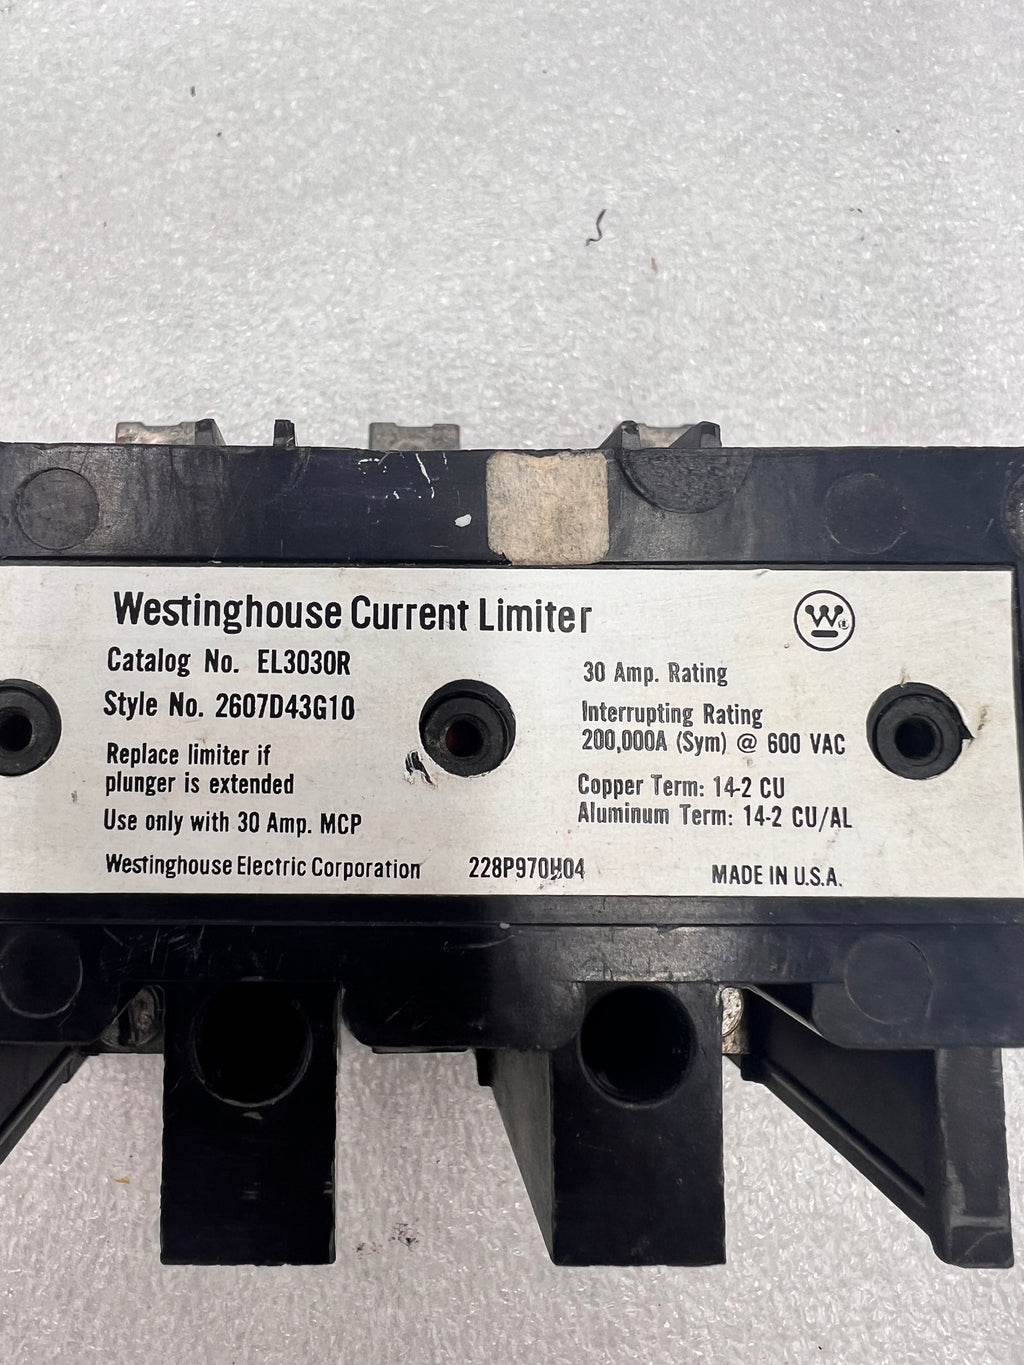 Westinghouse Current Limiter
Catalog No. EL3030R
Style No. 2607D43G10
Replace limiter if
plunger is extended
Use only with 30 Amp. MCP
Westinghouse Electric Corporation
228P970H04
W
30 Amp. Rating
Interrupting Rating
200,000A (Sym) @ 600 VAC
Copper Term: 14-2 CU
Aluminum Term: 14-2 CU/AL
MADE IN U.S.A.